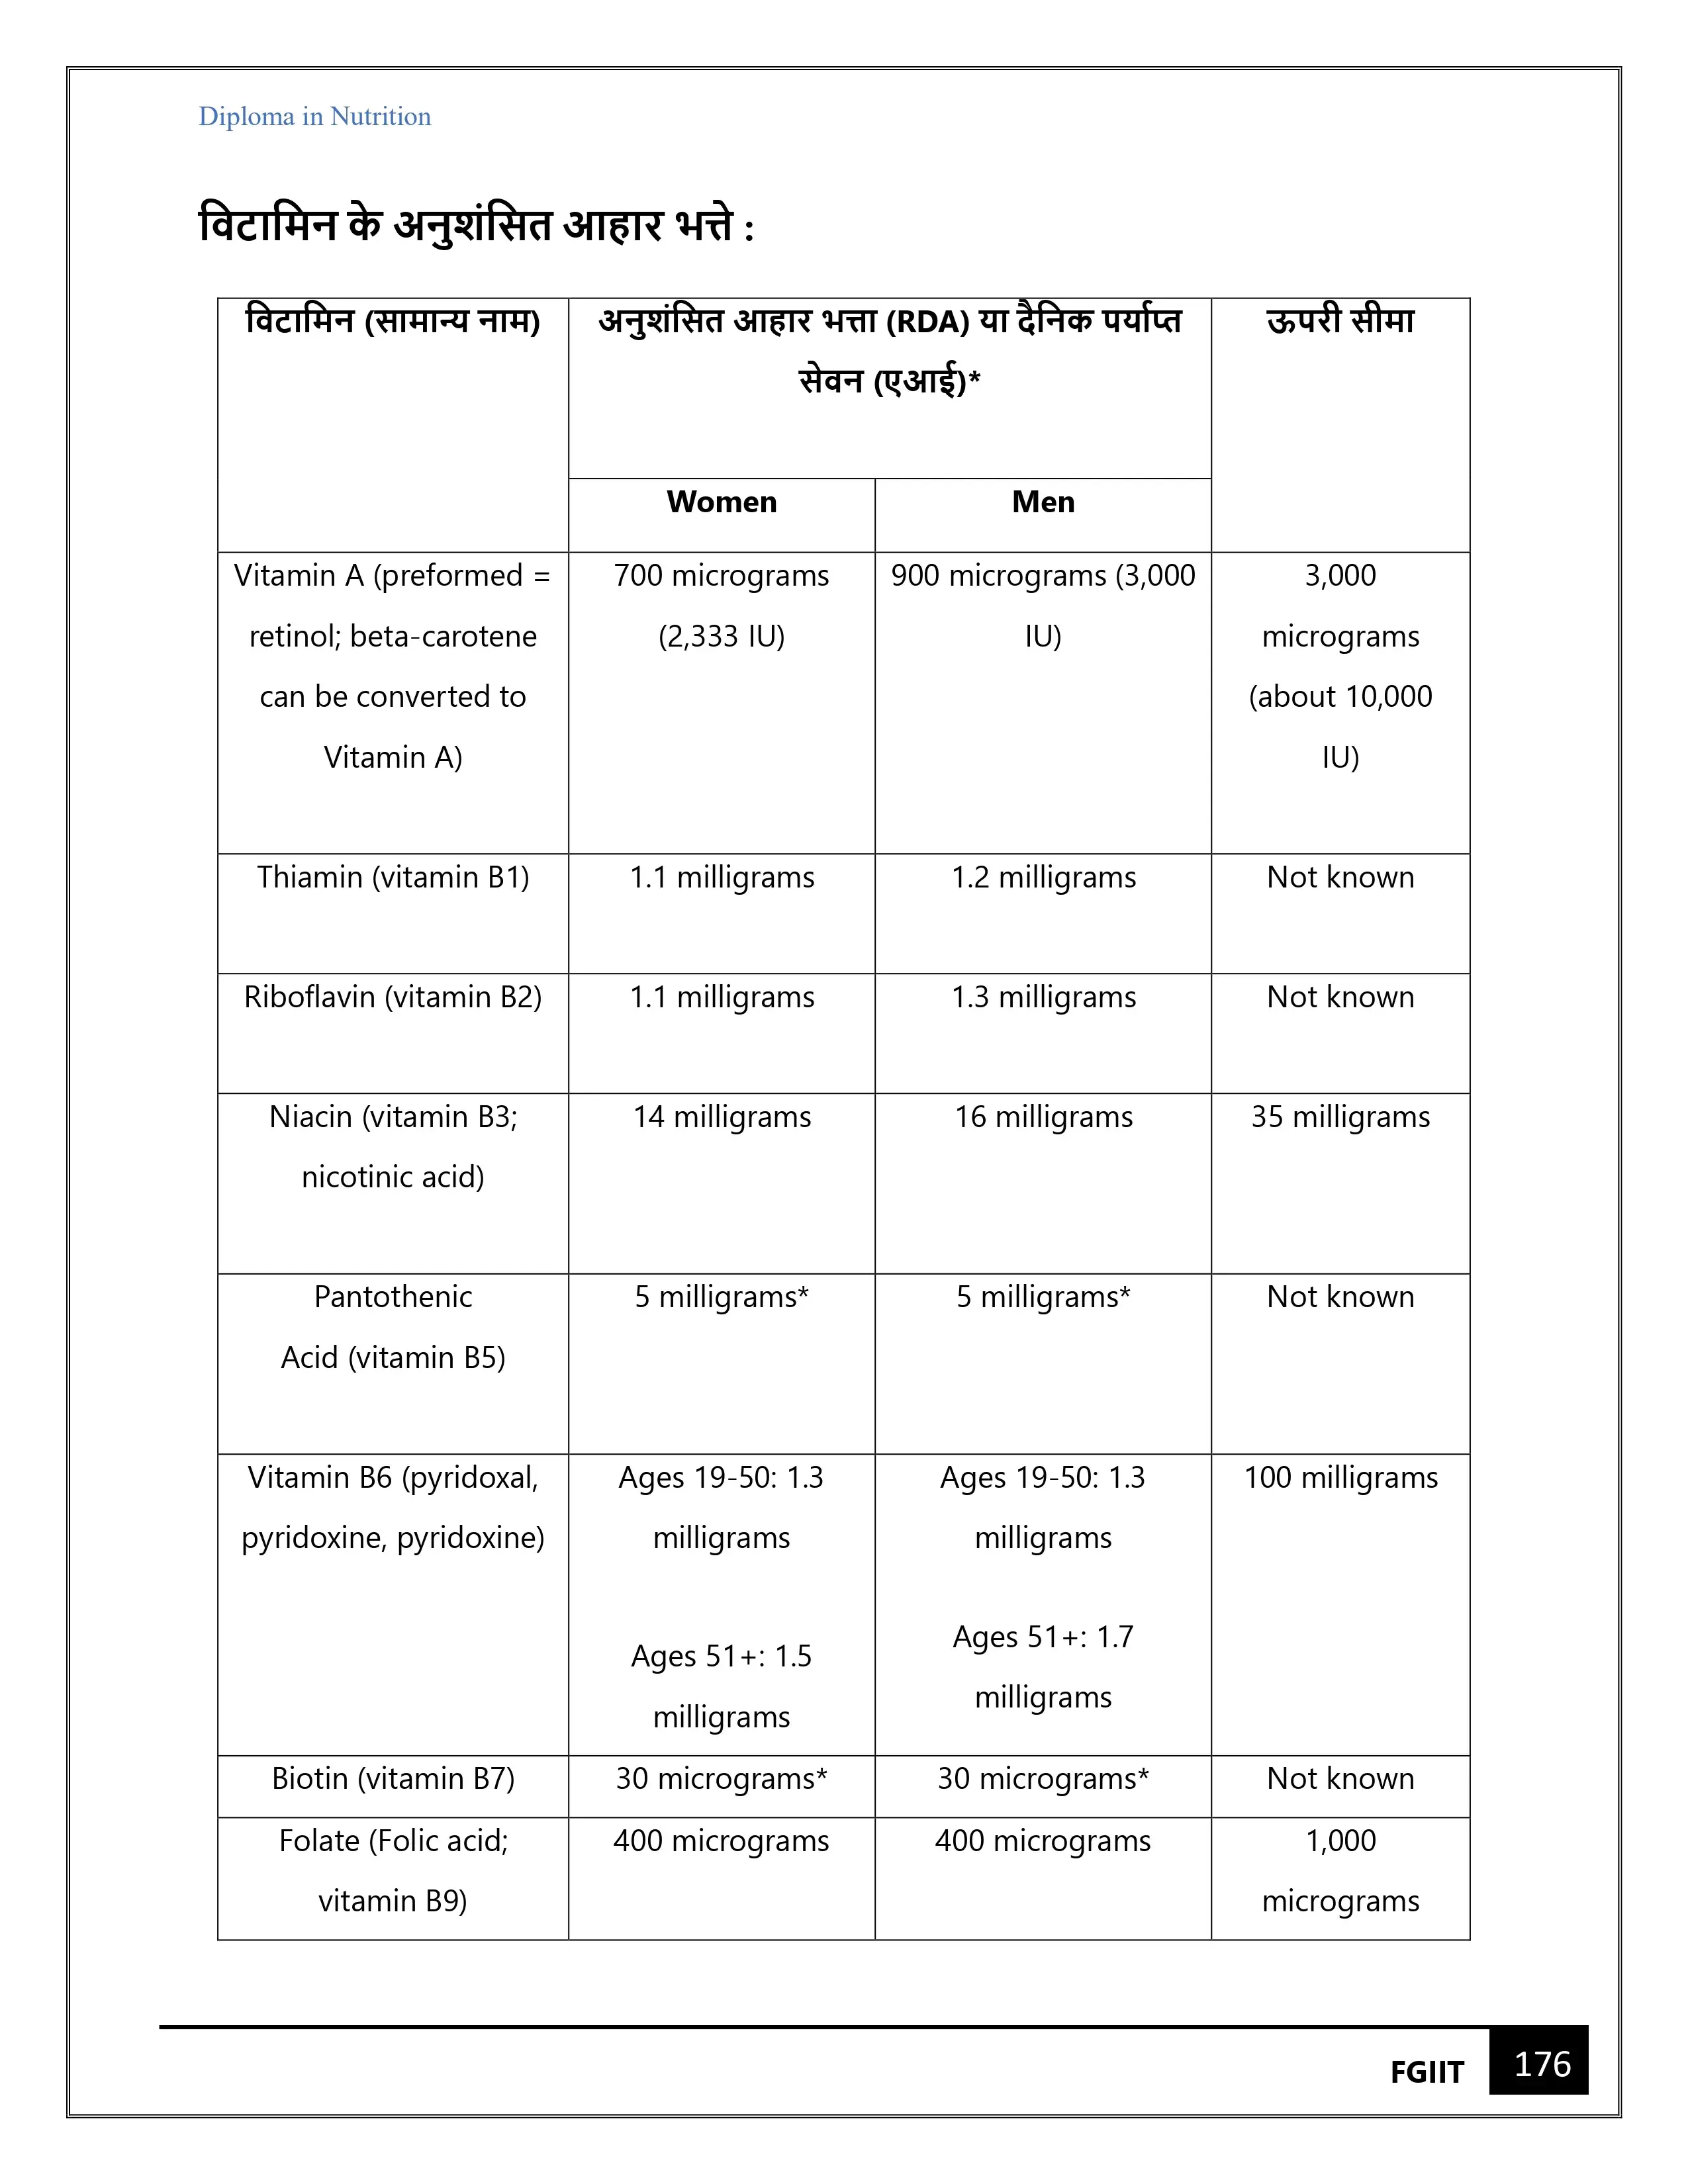 Diploma in Nutrition
विटामिन के अनुशंसित आहार भत्ते :
विटामिन (सामान्य नाम)
अनुशंसित आहार भत्ता (RDA) या दैनिक पर्याप्त
सेवन (एआई)*
ऊपरी सीमा
Women
Men
Vitamin A (preformed =
retinol; beta-carotene
can be converted to
Vitamin A)
700 micrograms
(2,333 IU)
900 micrograms (3,000
IU)
3,000
micrograms
(about 10,000
IU)
Thiamin (vitamin B1)
1.1 milligrams
1.2 milligrams
Not known
Riboflavin (vitamin B2)
1.1 milligrams
1.3 milligrams
Not known
Niacin (vitamin B3;
nicotinic acid)
14 milligrams
16 milligrams
35 milligrams
Pantothenic
Acid (vitamin B5)
5 milligrams*
5 milligrams*
Not known
Vitamin B6 (pyridoxal,
pyridoxine, pyridoxine)
Ages 19-50: 1.3
milligrams
Ages 51+: 1.5
milligrams
Ages 19-50: 1.3
milligrams
Ages 51+: 1.7
milligrams
100 milligrams
Biotin (vitamin B7)
30 micrograms*
30 micrograms*
Not known
Folate (Folic acid;
vitamin B9)
400 micrograms
400 micrograms
1,000
micrograms
FGIIT
176